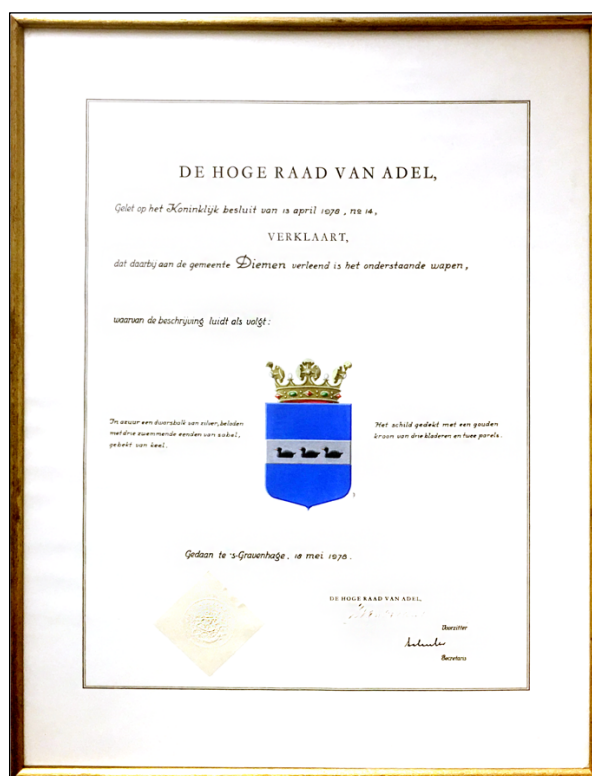 DE HOGE RAAD VAN ADEL,
Gelet op het Koninklijk besluit van 13 april 1978, no 14,
VERKLAART,
dat daarbij aan de gemeente Diemen verleend is het onderstaande wapen,
waarvan de beschrijving luidt als volgt:
In azuur een dwarsbalk van zilver, beladen
met drie zwemmende eenden van sabel,
gebekt van keel.
Het schild gedekt met een gouden
kroon van drie bladeren en twee parels.
Gedaan te 's-Gravenhage, 18 mei 1978.
DE HOGE RAAD VAN ADEL,
Voorzitter
Secretaris